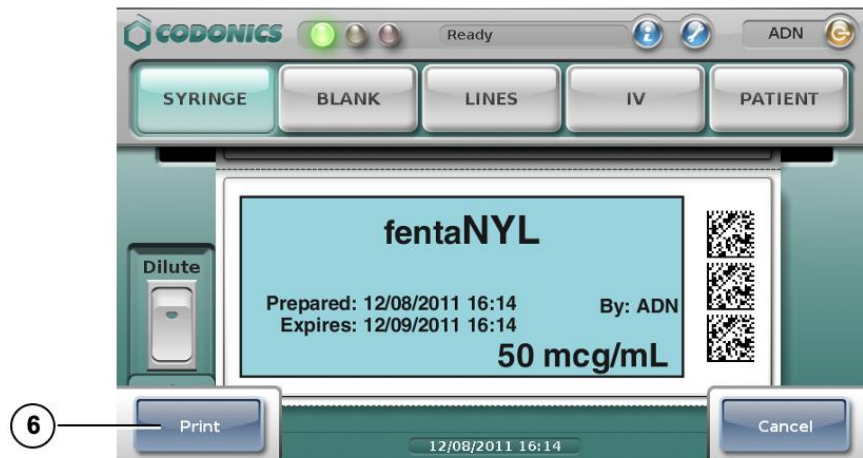 CODONICS Ready ADN
SYRINGE BLANK LINES IV PATIENT
fentaNYL
Dilute
Prepared: 12/08/2011 16:14 By: ADN
Expires: 12/09/2011 16:14
50 mcg/mL
6 Print Cancel
12/08/2011 16:14